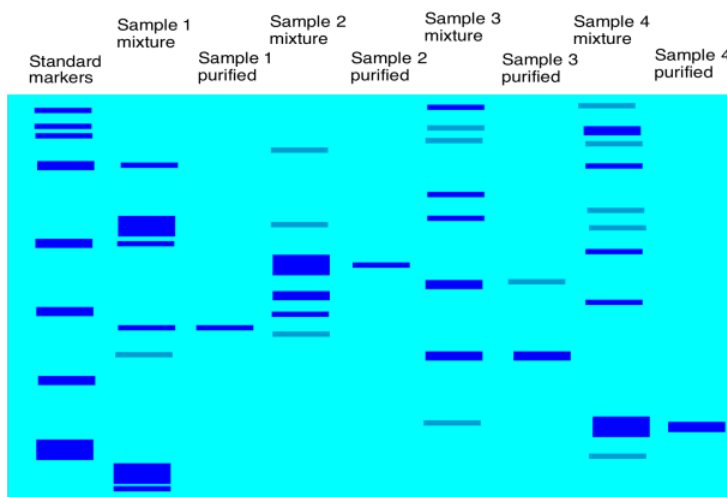 Standard
markers
Sample 1
mixture
Sample 1
purified
Sample 2
mixture
Sample 2
purified
Sample 3
mixture
Sample 3
purified
Sample 4
mixture
Sample 4
purified